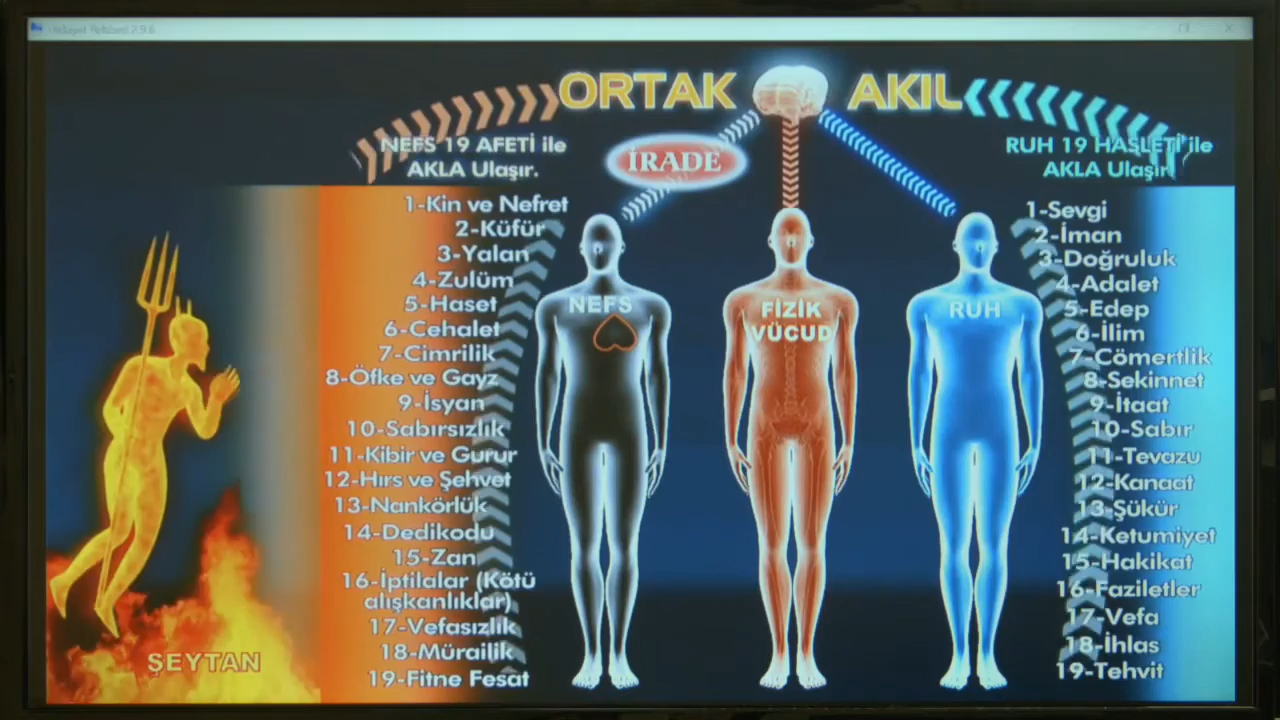 ORTAK AKIL
NEFS 19 AFETİ ile
AKLA Ulaşır.
İRADE
RUH 19 HASLETİ ile
AKLA Ulaşır
1-Kin ve Nefret
2-Küfür
3-Yalan
4-Zulüm
5-Haset
6-Cehalet
7-Cimrilik
8-Öfke ve Gayz
9-İsyan
10-Sabırsızlık
11-Kibir ve Gurur
12-Hırs ve Şehvet
13-Nankörlük
14-Dedikodu
15-Zan
16-İptilalar (Kötü
alışkanlıklar)
17-Vefasızlık
18-Mürailik
19-Fitne Fesat
ŞEYTAN
NEFS
FİZİK
VÜCUD
RUH
1-Sevgi
2-İman
3-Doğruluk
4-Adalet
5-Edep
6-İlim
7-Cömertlik
8-Sekinnet
9-İtaat
10-Sabır
11-Tevazu
12-Kanaat
13-Şükür
14-Ketumiyet
15-Hakikat
16-Faziletler
17-Vefa
18-İhlas
19-Tehvit